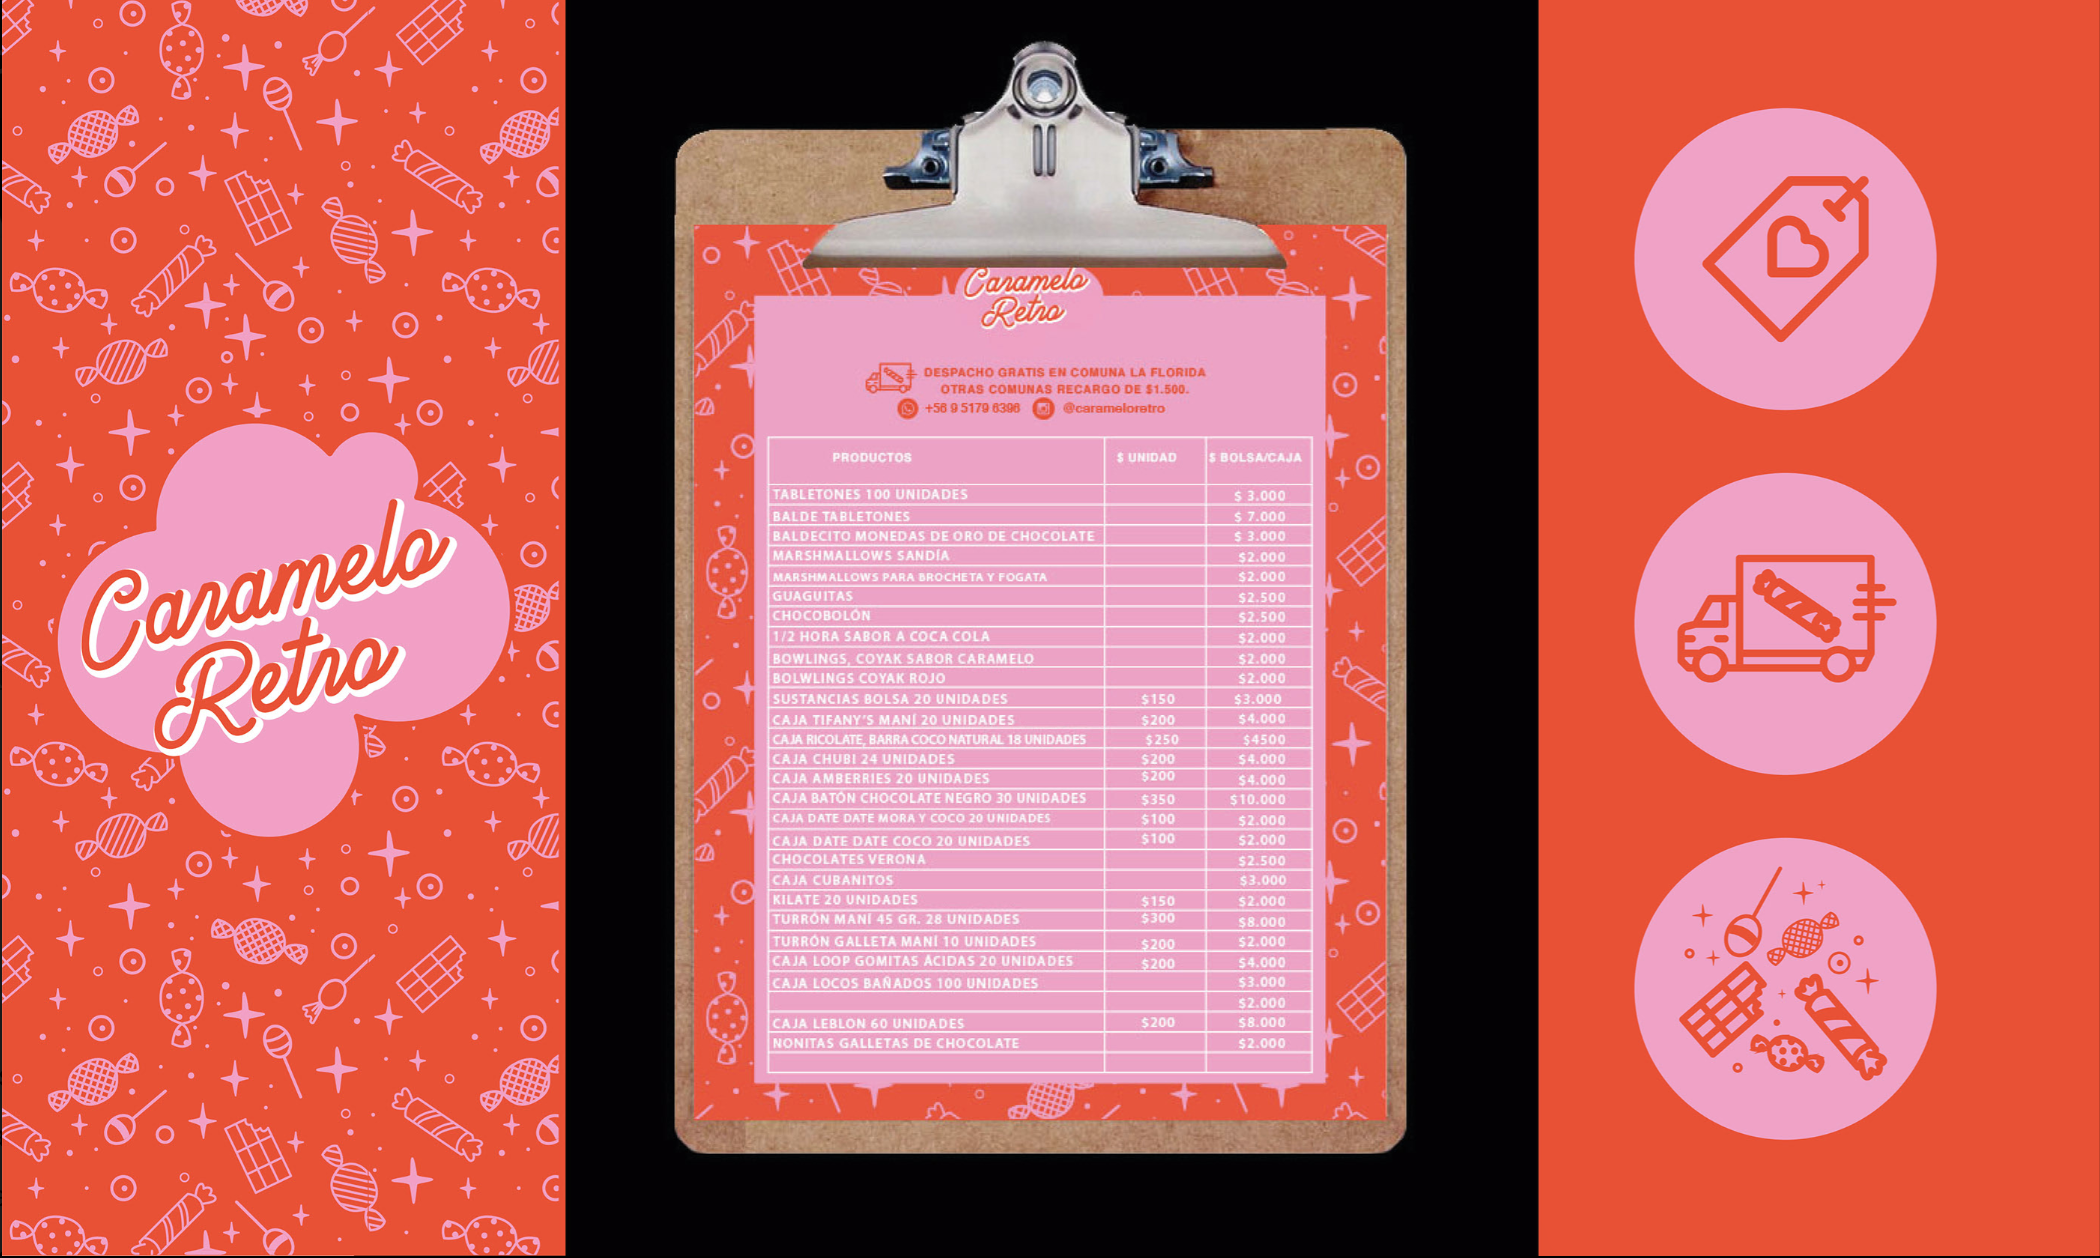 Caramelo
Retro
Caramelo
Retro
DESPACHO GRATIS EN COMUNA LA FLORIDA
OTRAS COMUNAS RECARGO DE $1.500.
+56 9 5179 6396 @carameloretro
PRODUCTOS $ UNIDAD $ BOLSA/CAJA
TABLETONES 100 UNIDADES $ 3.000
BALDE TABLETONES $ 7.000
BALDECITO MONEDAS DE ORO DE CHOCOLATE $ 3.000
MARSHMALLOWS SANDÍA $2.000
MARSHMALLOWS PARA BROCHETA Y FOGATA $2.000
GUAGUITAS $2.500
CHOCOBOLÓN $2.500
1/2 HORA SABOR A COCA COLA $2.000
BOWLINGS, COYAK SABOR CARAMELO $2.000
BOLWLINGS COYAK ROJO $2.000
SUSTANCIAS BOLSA 20 UNIDADES $150 $3.000
CAJA TIFANY'S MANÍ 20 UNIDADES $200 $4.000
CAJA RICOLATE, BARRA COCO NATURAL 18 UNIDADES $250 $4500
CAJA CHUBI 24 UNIDADES $200 $4.000
CAJA AMBERRIES 20 UNIDADES $200 $4.000
CAJA BATÓN CHOCOLATE NEGRO 30 UNIDADES $350 $10.000
CAJA DATE DATE MORA Y COCO 20 UNIDADES $100 $2.000
CAJA DATE DATE COCO 20 UNIDADES $100 $2.000
CHOCOLATES VERONA $2.500
CAJA CUBANITOS $3.000
KILATE 20 UNIDADES $150 $2.000
TURRÓN MANÍ 45 GR. 28 UNIDADES $300 $8.000
TURRÓN GALLETA MANÍ 10 UNIDADES $200 $2.000
CAJA LOOP GOMITAS ÁCIDAS 20 UNIDADES $200 $4.000
CAJA LOCOS BAÑADOS 100 UNIDADES $3.000
$2.000
CAJA LEBLON 60 UNIDADES $200 $8.000
NONITAS GALLETAS DE CHOCOLATE $2.000